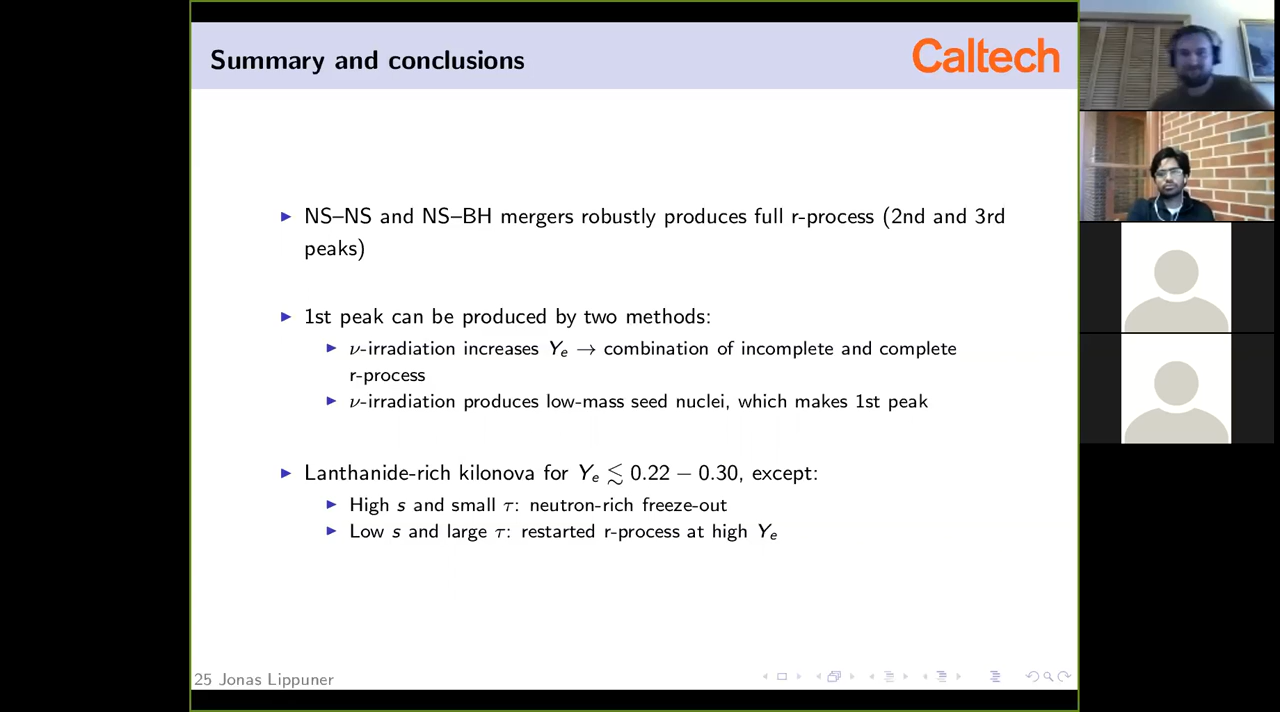 Summary and conclusions
Caltech
▶ NS–NS and NS–BH mergers robustly produces full r-process (2nd and 3rd
peaks)
▶ 1st peak can be produced by two methods:
▶ ν-irradiation increases Yₑ → combination of incomplete and complete
r-process
▶ ν-irradiation produces low-mass seed nuclei, which makes 1st peak
▶ Lanthanide-rich kilonova for Yₑ ≲ 0.22 − 0.30, except:
▶ High s and small τ: neutron-rich freeze-out
▶ Low s and large τ: restarted r-process at high Yₑ
25 Jonas Lippuner